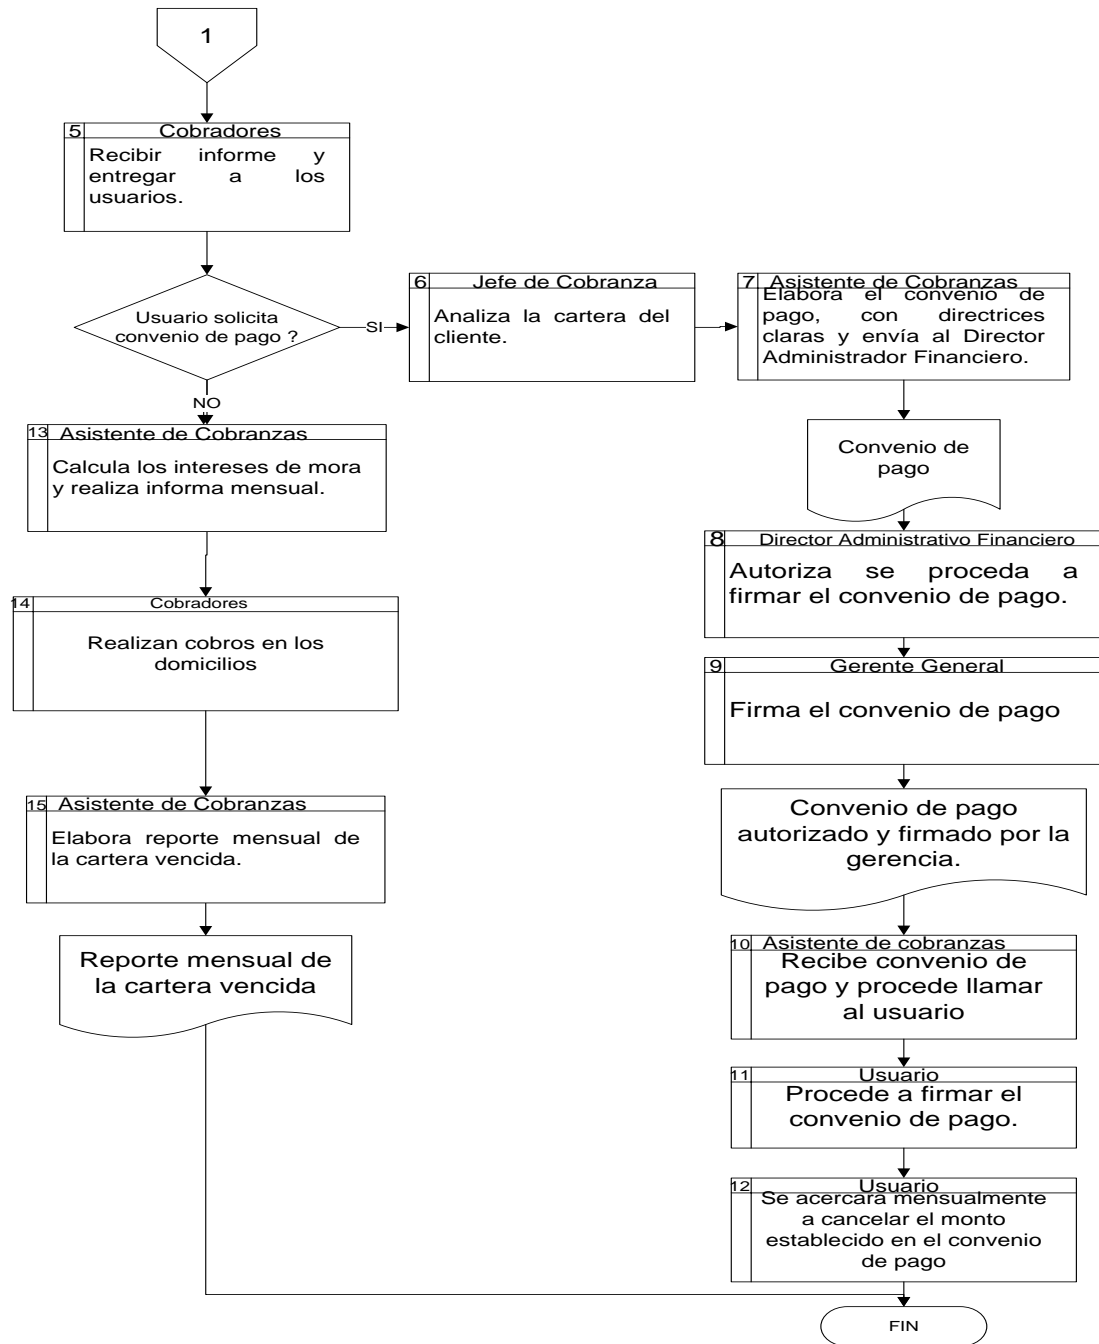 1
5 Cobradores
Recibir informe y
entregar a los
usuarios.
Usuario solicita
convenio de pago ?
SI
NO
6 Jefe de Cobranza
Analiza la cartera del
cliente.
7 Asistente de Cobranzas
Elabora el convenio de
pago, con directrices
claras y envía al Director
Administrador Financiero.
Convenio de
pago
8 Director Administrativo Financiero
Autoriza se proceda a
firmar el convenio de pago.
9 Gerente General
Firma el convenio de pago
Convenio de pago
autorizado y firmado por la
gerencia.
10 Asistente de cobranzas
Recibe convenio de
pago y procede llamar
al usuario
11 Usuario
Procede a firmar el
convenio de pago.
12 Usuario
Se acercara mensualmente
a cancelar el monto
establecido en el convenio
de pago
13 Asistente de Cobranzas
Calcula los intereses de mora
y realiza informa mensual.
14 Cobradores
Realizan cobros en los
domicilios
15 Asistente de Cobranzas
Elabora reporte mensual de
la cartera vencida.
Reporte mensual de
la cartera vencida
FIN